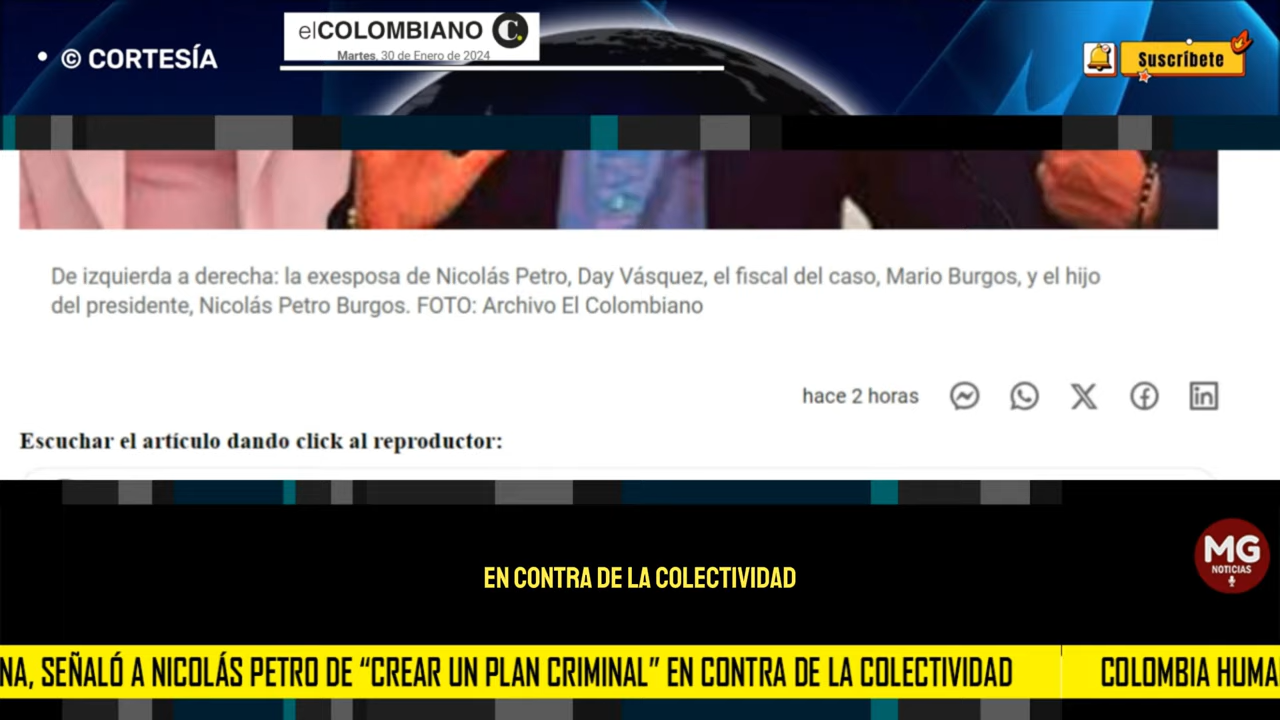 • © CORTESÍA
elCOLOMBIANO C.
Martes, 30 de Enero de 2024
Suscríbete
De izquierda a derecha: la exesposa de Nicolás Petro, Day Vásquez, el fiscal del caso, Mario Burgos, y el hijo
del presidente, Nicolás Petro Burgos. FOTO: Archivo El Colombiano
hace 2 horas
Escuchar el artículo dando click al reproductor:
MG
NOTICIAS
EN CONTRA DE LA COLECTIVIDAD
NA, SEÑALÓ A NICOLÁS PETRO DE “CREAR UN PLAN CRIMINAL” EN CONTRA DE LA COLECTIVIDAD COLOMBIA HUMA